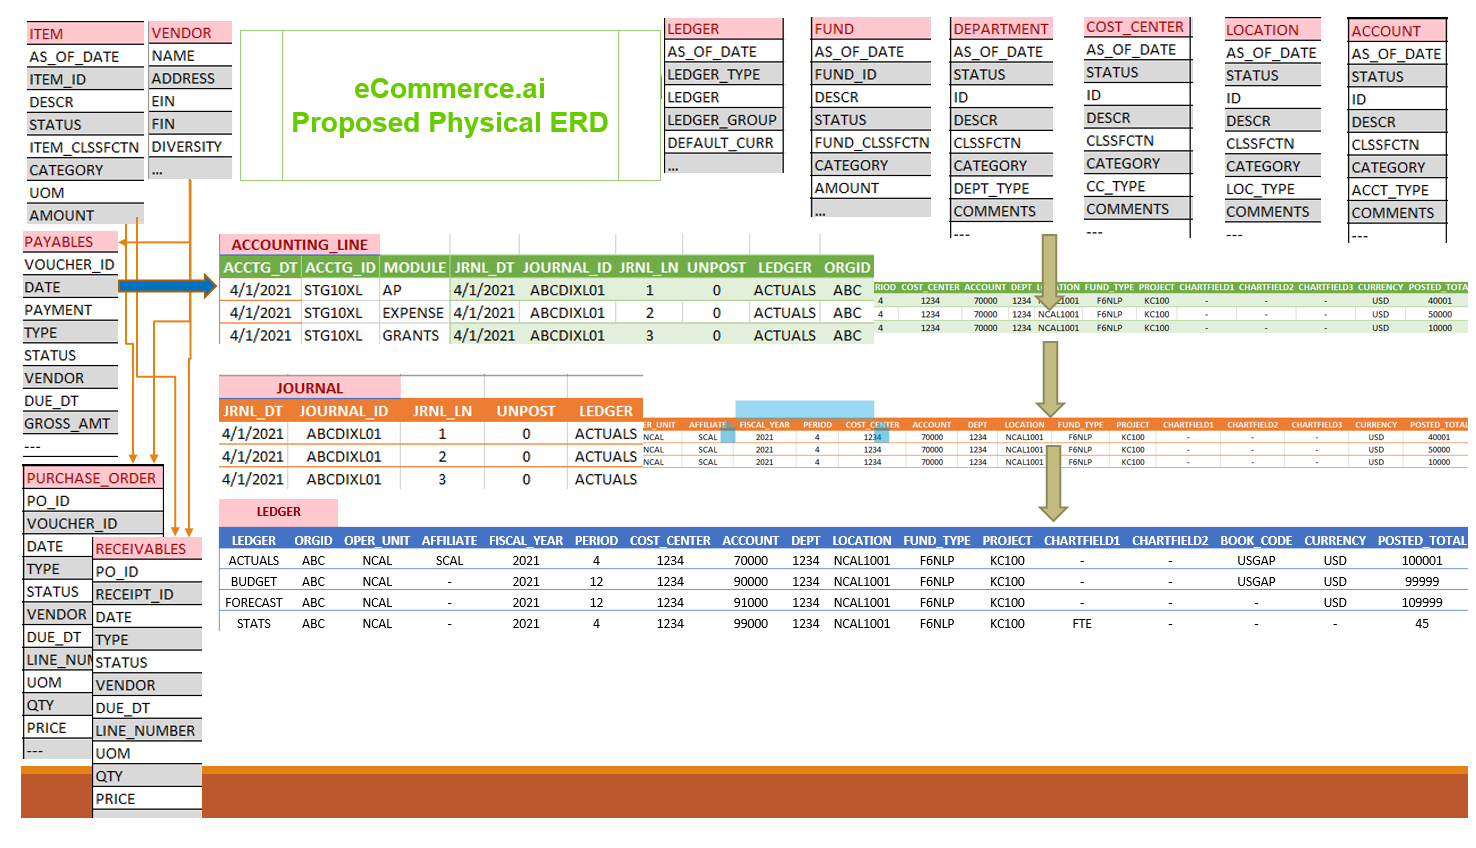 ITEM
AS_OF_DATE
ITEM_ID
DESCR
STATUS
ITEM_CLSSFCTN
CATEGORY
UOM
AMOUNT
VENDOR
NAME
ADDRESS
EIN
FIN
DIVERSITY
...
eCommerce.ai
Proposed Physical ERD
LEDGER
AS_OF_DATE
LEDGER_TYPE
LEDGER
LEDGER_GROUP
DEFAULT_CURR
...
FUND
AS_OF_DATE
FUND_ID
DESCR
STATUS
FUND_CLSSFCTN
CATEGORY
AMOUNT
...
DEPARTMENT
AS_OF_DATE
STATUS
ID
DESCR
CLSSFCTN
CATEGORY
DEPT_TYPE
COMMENTS
---
COST_CENTER
AS_OF_DATE
STATUS
ID
DESCR
CLSSFCTN
CATEGORY
CC_TYPE
COMMENTS
---
LOCATION
AS_OF_DATE
STATUS
ID
DESCR
CLSSFCTN
CATEGORY
LOC_TYPE
COMMENTS
---
ACCOUNT
AS_OF_DATE
STATUS
ID
DESCR
CLSSFCTN
CATEGORY
ACCT_TYPE
COMMENTS
---
PAYABLES
VOUCHER_ID
DATE
PAYMENT
TYPE
STATUS
VENDOR
DUE_DT
GROSS_AMT
---
PURCHASE_ORDER
PO_ID
VOUCHER_ID
DATE
TYPE
STATUS
VENDOR
DUE_DT
LINE_NUM
UOM
QTY
PRICE
---
RECEIVABLES
PO_ID
RECEIPT_ID
DATE
TYPE
STATUS
VENDOR
DUE_DT
LINE_NUMBER
UOM
QTY
PRICE
ACCOUNTING_LINE
ACCTG_DT ACCTG_ID MODULE JRNL_DT JOURNAL_ID JRNL_LN UNPOST LEDGER ORGID
4/1/2021 STG10XL AP 4/1/2021 ABCDIXL01 1 0 ACTUALS ABC
4/1/2021 STG10XL EXPENSE 4/1/2021 ABCDIXL01 2 0 ACTUALS ABC
4/1/2021 STG10XL GRANTS 4/1/2021 ABCDIXL01 3 0 ACTUALS ABC
RIOD COST_CENTER ACCOUNT DEPT FUND_TYPE PROJECT CHARTFIELD1 CHARTFIELD2 CHARTFIELD3 CURRENCY POSTED_TOTA
4 1234 70000 1234 F6NLP KC100 - - - USD 40001
4 1234 70000 1234 NCAL1001 F6NLP KC100 - - - USD 50000
4 1234 70000 1234 NCAL1001 F6NLP KC100 - - - USD 10000
JOURNAL
JRNL_DT JOURNAL_ID JRNL_LN UNPOST LEDGER
4/1/2021 ABCDIXL01 1 0 ACTUALS
4/1/2021 ABCDIXL01 2 0 ACTUALS
4/1/2021 ABCDIXL01 3 0 ACTUALS
ER_UNIT AFFILIATE FISCAL_YEAR PERIOD COST_CENTER ACCOUNT DEPT LOCATION FUND_TYPE PROJECT CHARTFIELD1 CHARTFIELD2 CHARTFIELD3 CURRENCY POSTED_TOTA
NCAL SCAL 2021 4 1234 70000 1234 NCAL1001 F6NLP KC100 - - - USD 40001
NCAL SCAL 2021 4 1234 70000 1234 NCAL1001 F6NLP KC100 - - - USD 50000
NCAL SCAL 2021 4 1234 70000 1234 NCAL1001 F6NLP KC100 - - - USD 10000
LEDGER
LEDGER ORGID OPER_UNIT AFFILIATE FISCAL_YEAR PERIOD COST_CENTER ACCOUNT DEPT LOCATION FUND_TYPE PROJECT CHARTFIELD1 CHARTFIELD2 BOOK_CODE CURRENCY POSTED_TOTAL
ACTUALS ABC NCAL SCAL 2021 4 1234 70000 1234 NCAL1001 F6NLP KC100 - - USGAP USD 100001
BUDGET ABC NCAL - 2021 12 1234 90000 1234 NCAL1001 F6NLP KC100 - - USGAP USD 99999
FORECAST ABC NCAL - 2021 12 1234 91000 1234 NCAL1001 F6NLP KC100 - - - USD 109999
STATS ABC NCAL - 2021 4 1234 99000 1234 NCAL1001 F6NLP KC100 FTE - - - 45